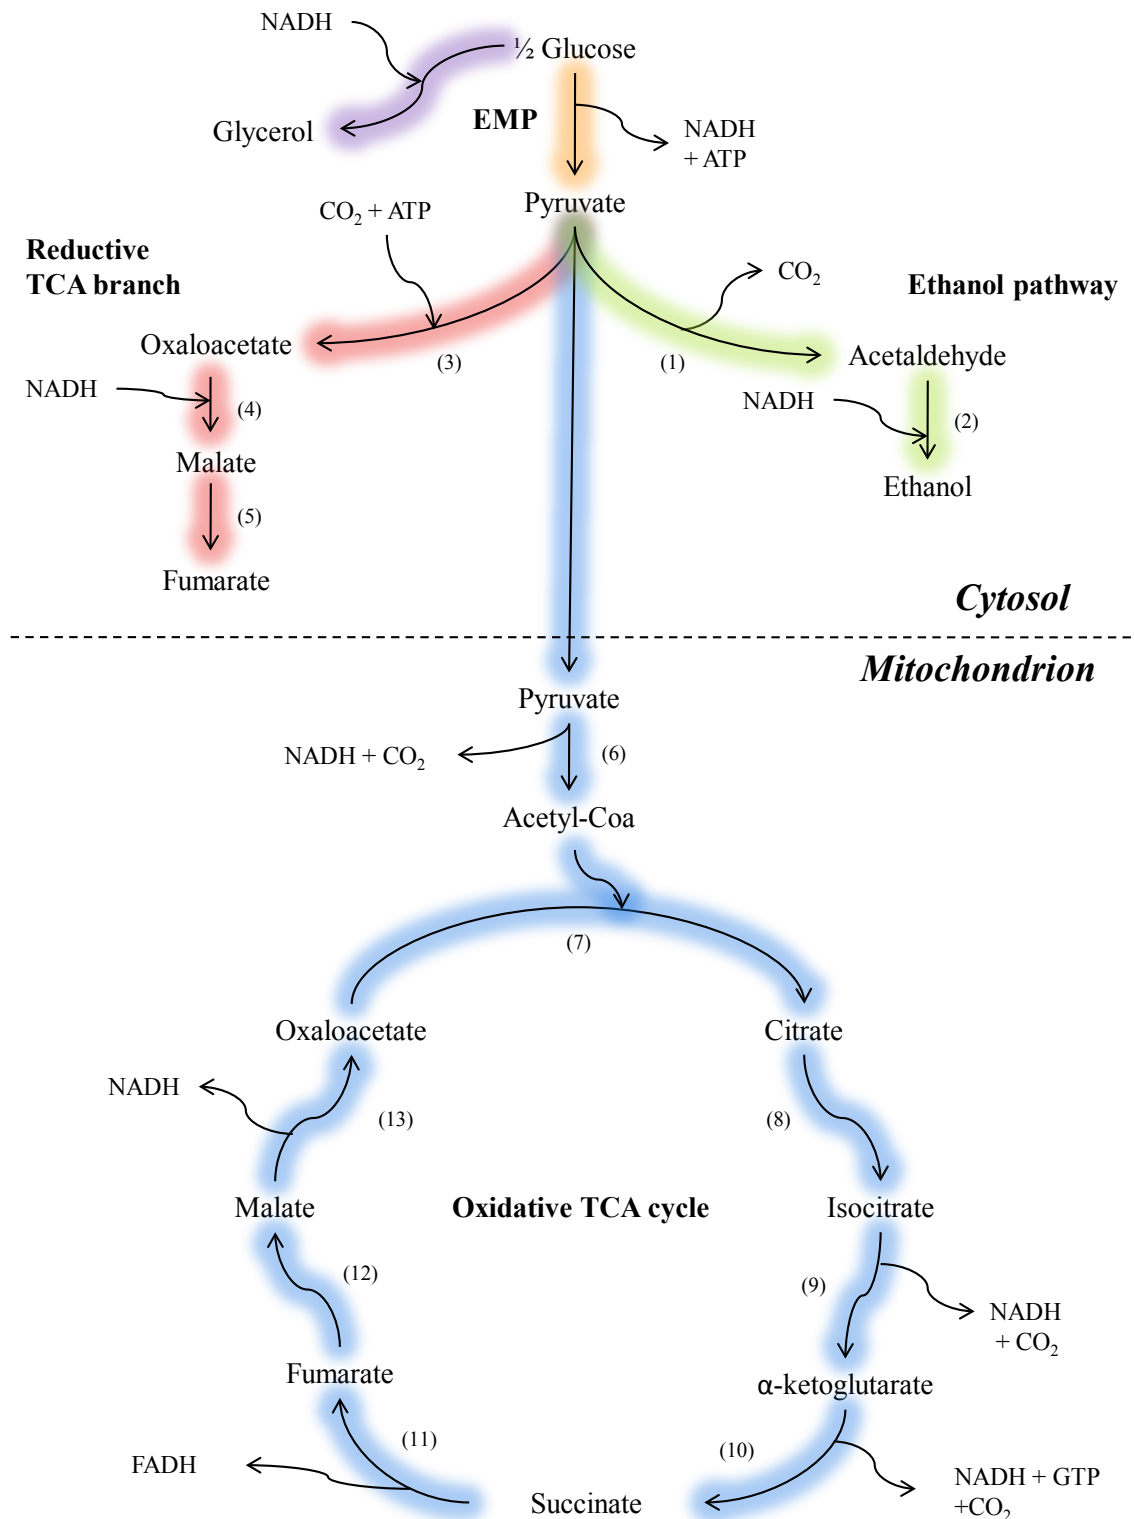 NADH
½ Glucose
Glycerol
EMP
NADH
+ ATP
Pyruvate
CO₂ + ATP
Reductive
TCA branch
CO₂
Ethanol pathway
Oxaloacetate
(3)
(1)
Acetaldehyde
NADH
(4)
NADH
(2)
Malate
Ethanol
(5)
Fumarate
Cytosol
Mitochondrion
Pyruvate
NADH + CO₂
(6)
Acetyl-Coa
(7)
Oxaloacetate
Citrate
NADH
(13)
(8)
Malate
Oxidative TCA cycle
Isocitrate
(12)
(9)
NADH
+ CO₂
Fumarate
α-ketoglutarate
(11)
(10)
FADH
NADH + GTP
+CO₂
Succinate